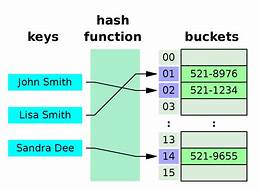 hash
keys function buckets
00
John Smith 01 521-8976
02 521-1234
Lisa Smith 03
: :
13
Sandra Dee 14 521-9655
15